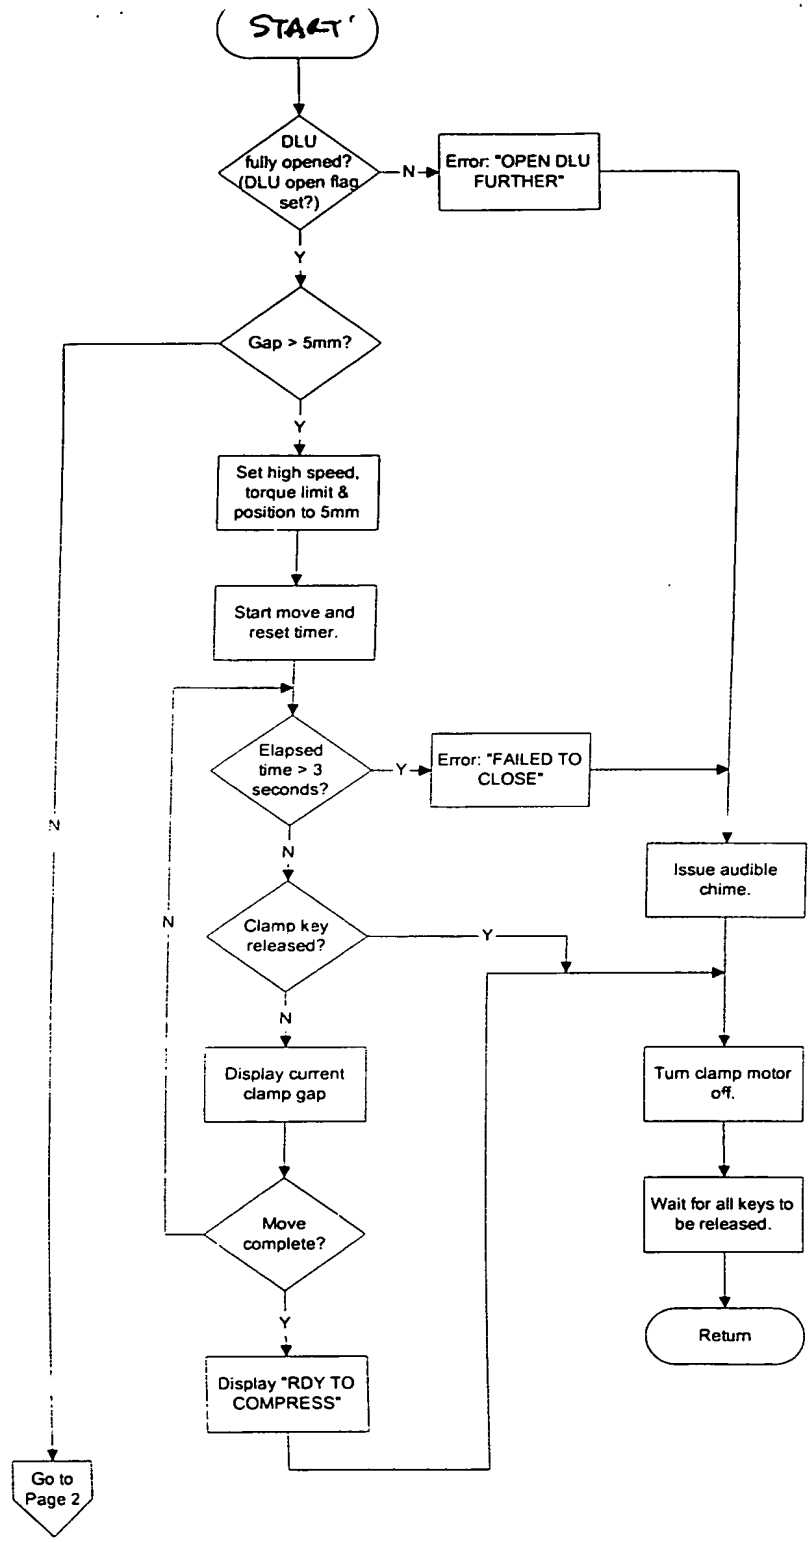 START
DLU
fully opened?
(DLU open flag
set?)
N
Error: "OPEN DLU
FURTHER"
Y
Gap > 5mm?
Y
Set high speed,
torque limit &
position to 5mm
Start move and
reset timer.
Elapsed
time > 3
seconds?
Y
Error: "FAILED TO
CLOSE"
N
N
Issue audible
chime.
Clamp key
released?
Y
N
N
Display current
clamp gap
Turn clamp motor
off.
Move
complete?
Wait for all keys to
be released.
Y
Return
Display "RDY TO
COMPRESS"
Go to
Page 2